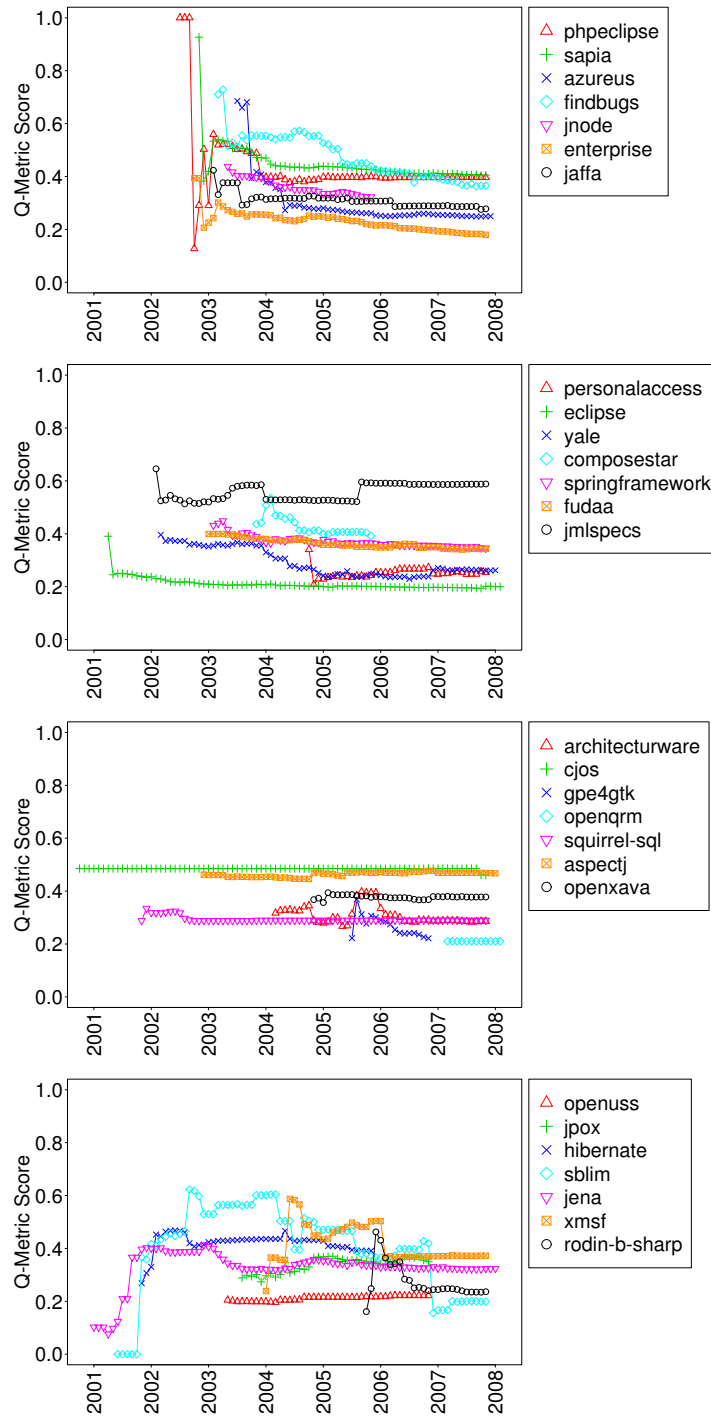 Q-Metric Score
1.0
0.8
0.6
0.4
0.2
0.0
2001 2002 2003 2004 2005 2006 2007 2008
phpeclipse
sapia
azureus
findbugs
jnode
enterprise
jaffa
Q-Metric Score
1.0
0.8
0.6
0.4
0.2
0.0
2001 2002 2003 2004 2005 2006 2007 2008
personalaccess
eclipse
yale
composestar
springframework
fudaa
jmlspecs
Q-Metric Score
1.0
0.8
0.6
0.4
0.2
0.0
2001 2002 2003 2004 2005 2006 2007 2008
architecturware
cjos
gpe4gtk
openqrm
squirrel-sql
aspectj
openxava
Q-Metric Score
1.0
0.8
0.6
0.4
0.2
0.0
2001 2002 2003 2004 2005 2006 2007 2008
openuss
jpox
hibernate
sblim
jena
xmsf
rodin-b-sharp